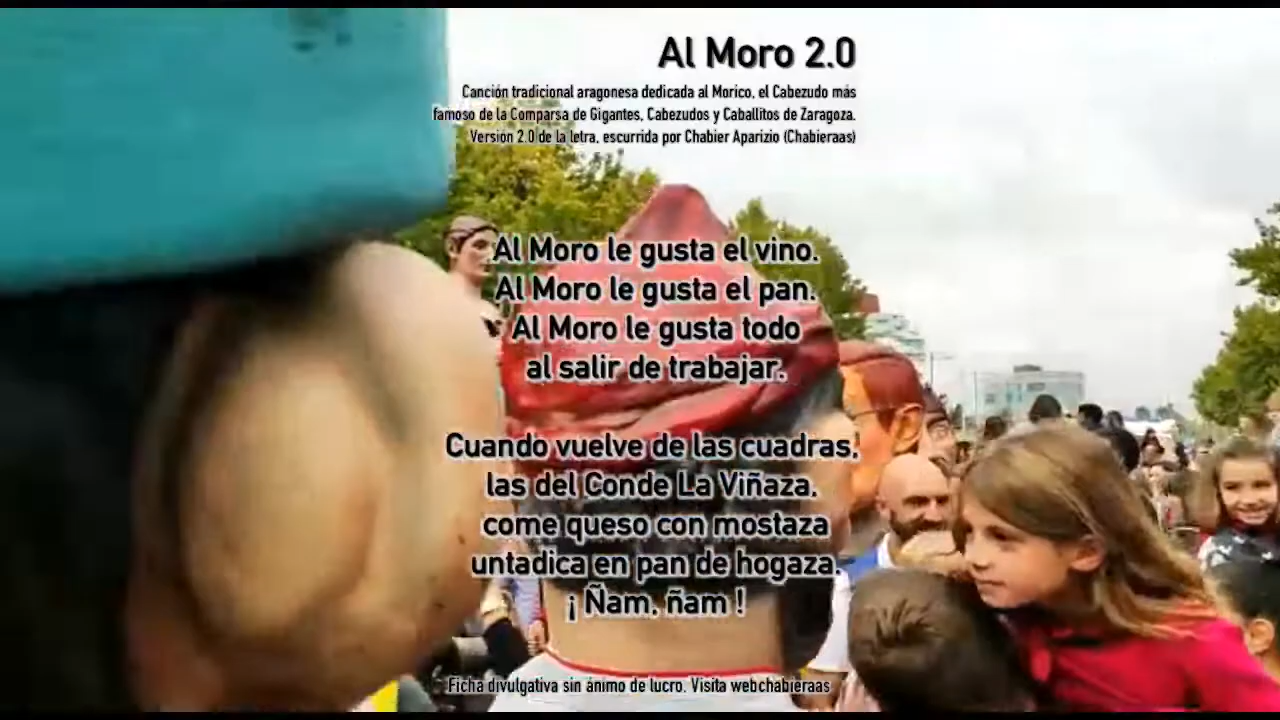 Al Moro 2.0
Canción tradicional aragonesa dedicada al Morico, el Cabezudo más
famoso de la Comparsa de Gigantes, Cabezudos y Caballitos de Zaragoza.
Versión 2.0 de la letra, escurrida por Chabier Aparizio (Chabieraas)
Al Moro le gusta el vino.
Al Moro le gusta el pan.
Al Moro le gusta todo
al salir de trabajar.
Cuando vuelve de las cuadras,
las del Conde La Viñaza,
come queso con mostaza
untadica en pan de hogaza.
¡ Ñam, ñam !
Ficha divulgativa sin ánimo de lucro. Visita webchabieraas